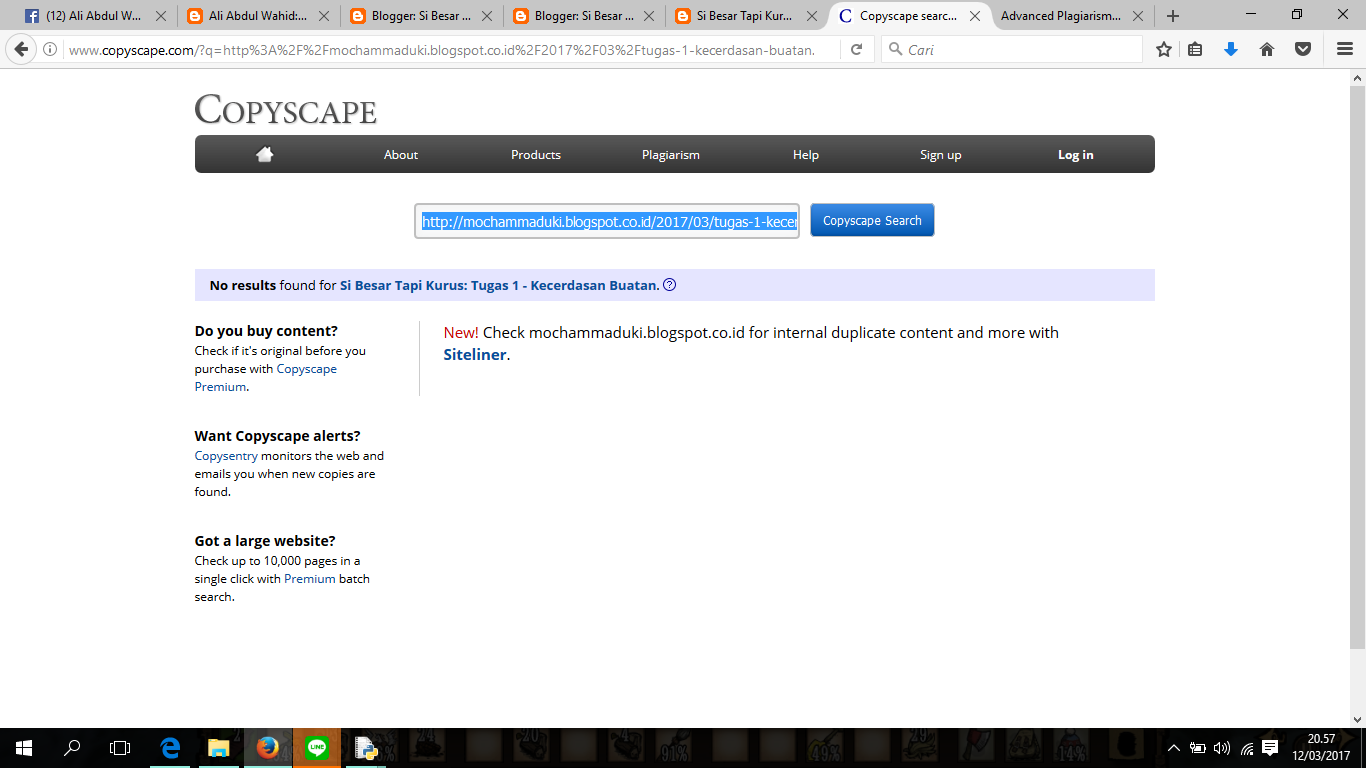 (12) Ali Abdul W... Ali Abdul Wahid:... Blogger: Si Besar ... Blogger: Si Besar ... Si Besar Tapi Kur... C Copyscape searc... Advanced Plagiarism...
www.copyscape.com/?q=http%3A%2F%2Fmochammaduki.blogspot.co.id%2F2017%2F03%2Ftugas-1-kecerdasan-buatan. Cari
COPYSCAPE
About Products Plagiarism Help Sign up Log in
http://mochammaduki.blogspot.co.id/2017/03/tugas-1-kecer Copyscape Search
No results found for Si Besar Tapi Kurus: Tugas 1 - Kecerdasan Buatan.
Do you buy content?
Check if it's original before you
purchase with Copyscape
Premium.
New! Check mochammaduki.blogspot.co.id for internal duplicate content and more with
Siteliner.
Want Copyscape alerts?
Copysentry monitors the web and
emails you when new copies are
found.
Got a large website?
Check up to 10,000 pages in a
single click with Premium batch
search.
LINE
20.57
12/03/2017